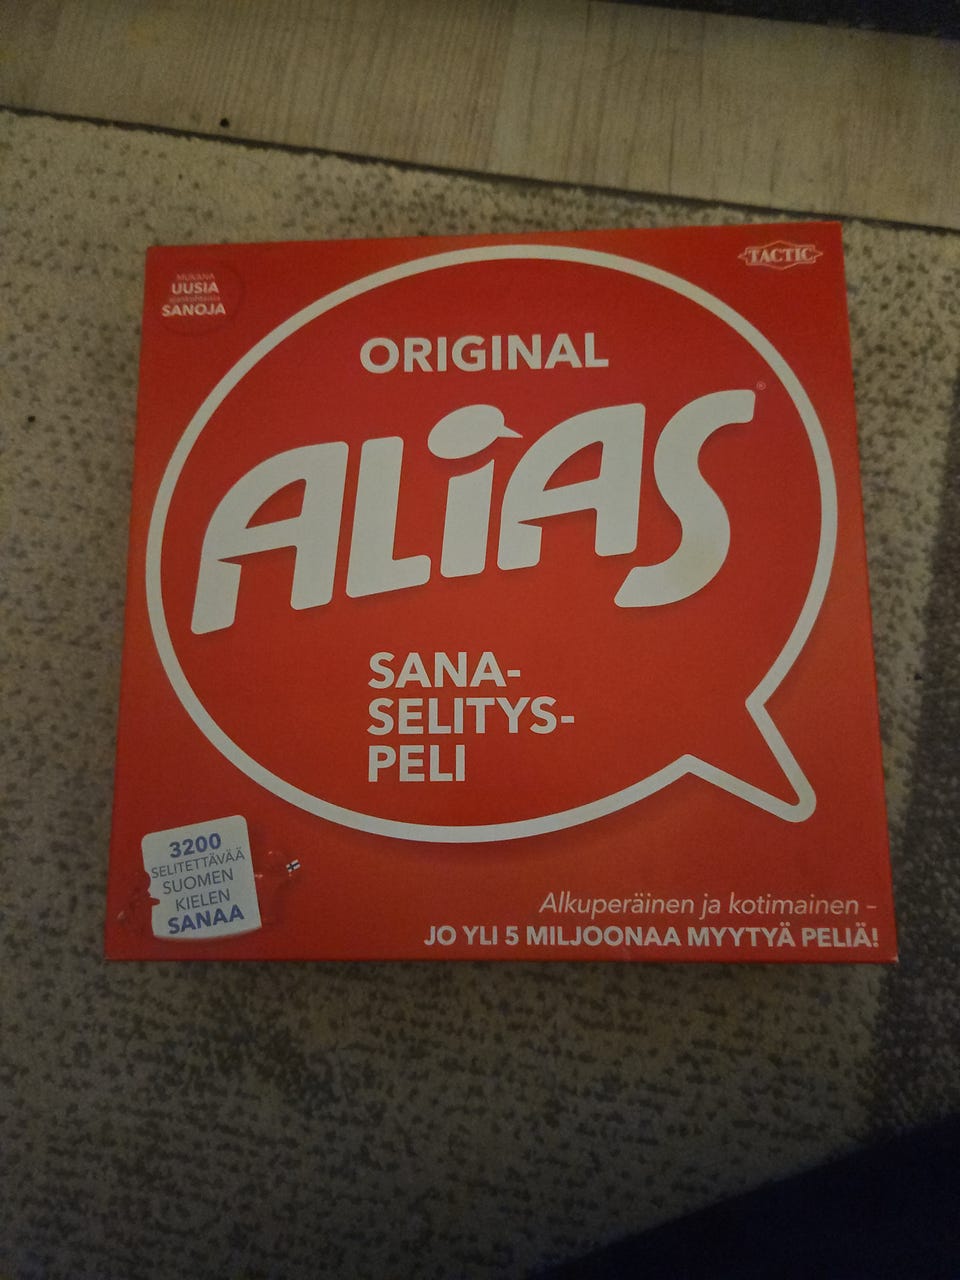 MUKANA
UUSIA
ajankohtaisia
SANOJA
TACTIC
ORIGINAL
ALiAS®
SANA-
SELITYS-
PELI
3200
SELITETTÄVÄÄ
SUOMEN
KIELEN
SANAA
Alkuperäinen ja kotimainen –
JO YLI 5 MILJOONAA MYYTYÄ PELIÄ!